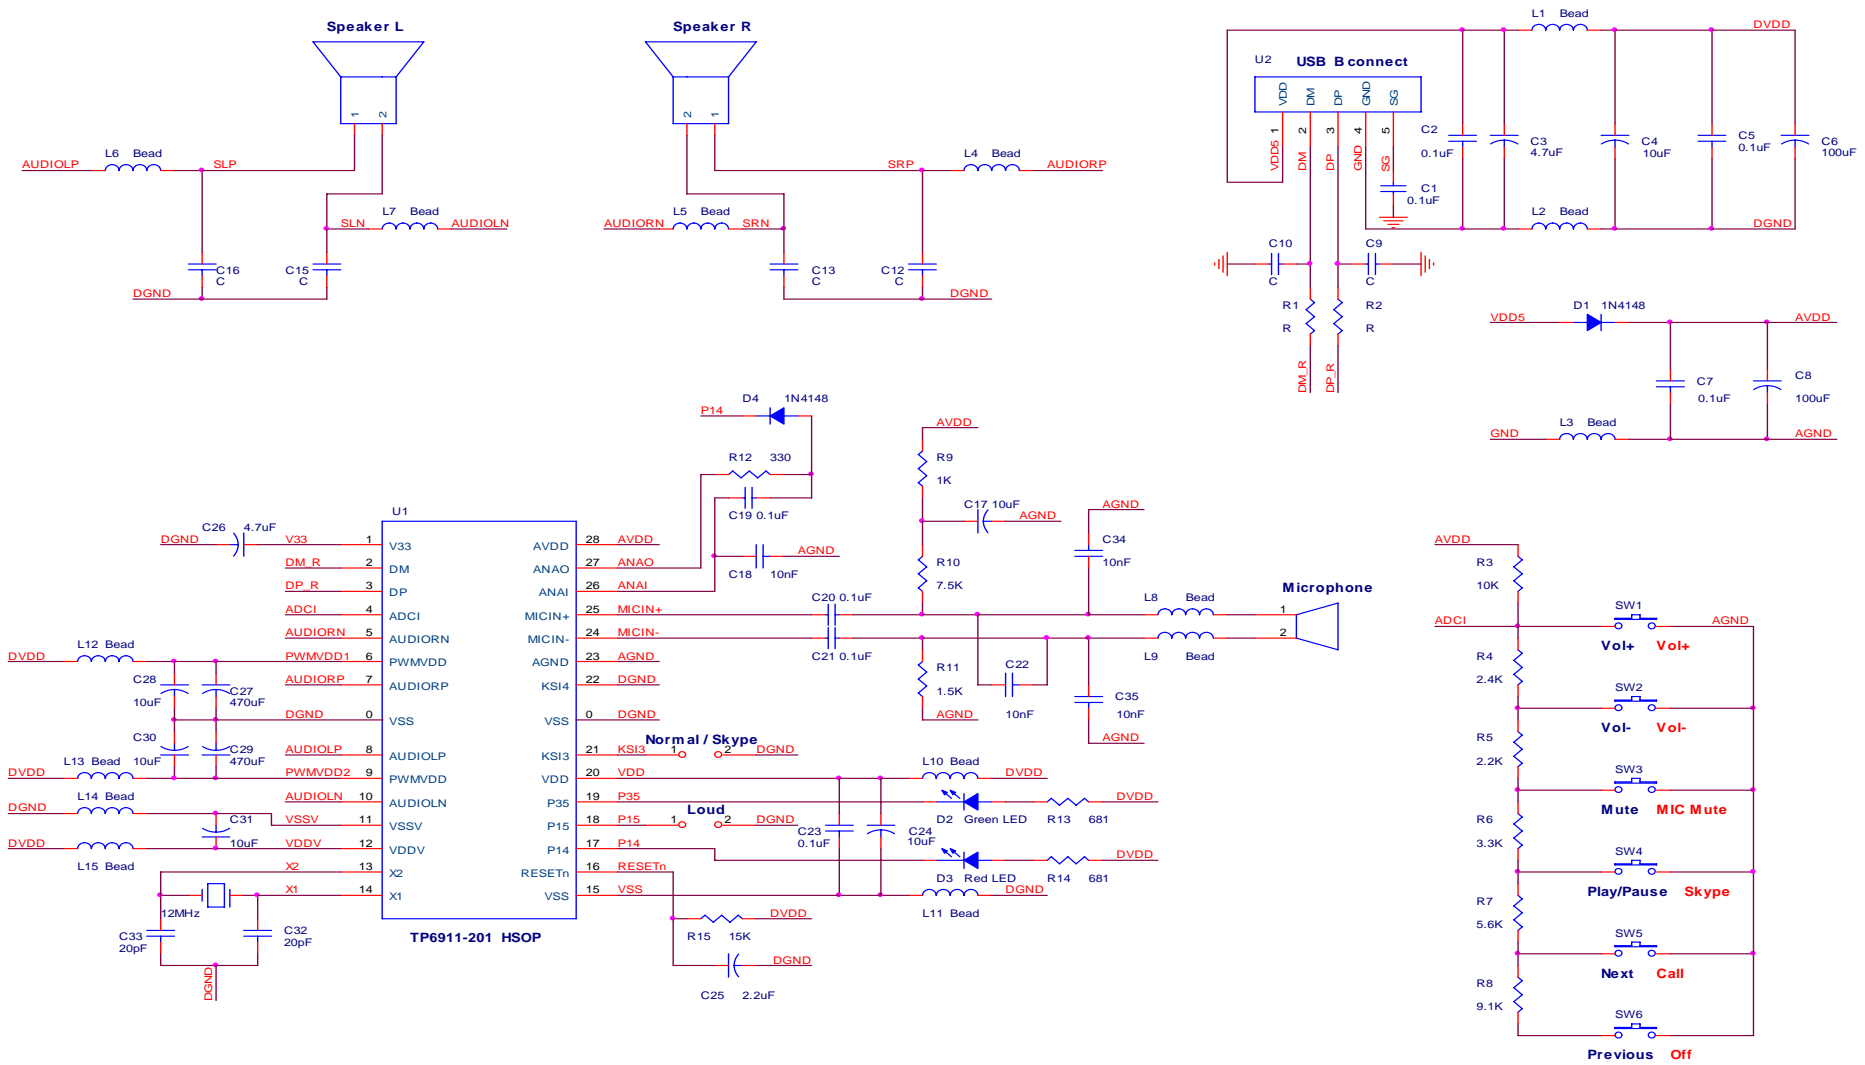 Speaker L
1
2
AUDIOLP
L6 Bead
SLP
SLN
L7 Bead
AUDIOLN
C16
C
C15
C
DGND
Speaker R
2
1
SRP
L4 Bead
AUDIORP
AUDIORN
L5 Bead
SRN
C13
C
C12
C
DGND
L1 Bead
DVDD
U2
USB B connect
VDD
DM
DP
GND
SG
1
2
3
4
5
VDD5
DM
DP
GND
SG
C2
0.1uF
C3
4.7uF
C4
10uF
C5
0.1uF
C6
100uF
C1
0.1uF
L2 Bead
DGND
C10
C
C9
C
R1
R
R2
R
DM_R
DP_R
VDD5
D1 1N4148
AVDD
C7
0.1uF
C8
100uF
GND
L3 Bead
AGND
P14
D4 1N4148
R12 330
C19 0.1uF
C18 10nF
AGND
AVDD
R9
1K
C17 10uF
AGND
R10
7.5K
AGND
C34
10nF
C20 0.1uF
C21 0.1uF
R11
1.5K
AGND
C22
10nF
C35
10nF
AGND
L8 Bead
L9 Bead
Microphone
1
2
U1
TP6911-201 HSOP
DGND
C26 4.7uF
V33 1 V33
DM_R 2 DM
DP_R 3 DP
ADCI 4 ADCI
AUDIORN 5 AUDIORN
DVDD L12 Bead PWMVDD1 6 PWMVDD
AUDIORP 7 AUDIORP
C28
10uF
C27
470uF
DGND 0 VSS
C30
10uF
C29
470uF
AUDIOLP 8 AUDIOLP
DVDD L13 Bead PWMVDD2 9 PWMVDD
AUDIOLN 10 AUDIOLN
DGND L14 Bead VSSV 11 VSSV
C31
10uF
DVDD L15 Bead VDDV 12 VDDV
X2 13 X2
X1 14 X1
12MHz
C33
20pF
C32
20pF
DGND
AVDD 28 AVDD
ANAO 27 ANAO
ANAI 26 ANAI
MICIN+ 25 MICIN+
MICIN- 24 MICIN-
AGND 23 AGND
KSI4 22 DGND
VSS 0 DGND
KSI3 21 KSI3
Normal / Skype
1 2 DGND
VDD 20 VDD
L10 Bead DVDD
P35 19 P35
D2 Green LED R13 681 DVDD
P15 18 P15
Loud
1 2 DGND
C23
0.1uF
C24
10uF
P14 17 P14
D3 Red LED R14 681 DVDD
RESETn 16 RESETn
VSS 15 VSS
L11 Bead DGND
R15 15K DVDD
C25 2.2uF DGND
AVDD
R3
10K
ADCI
SW1
AGND
Vol+ Vol+
R4
2.4K
SW2
Vol- Vol-
R5
2.2K
SW3
Mute MIC Mute
R6
3.3K
SW4
Play/Pause Skype
R7
5.6K
SW5
Next Call
R8
9.1K
SW6
Previous Off